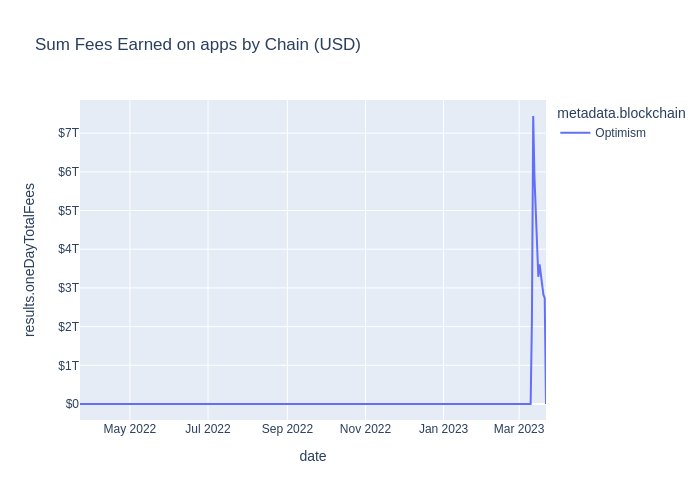 Sum Fees Earned on apps by Chain (USD)
metadata.blockchain
Optimism
results.oneDayTotalFees
$7T
$6T
$5T
$4T
$3T
$2T
$1T
$0
May 2022
Jul 2022
Sep 2022
Nov 2022
Jan 2023
Mar 2023
date